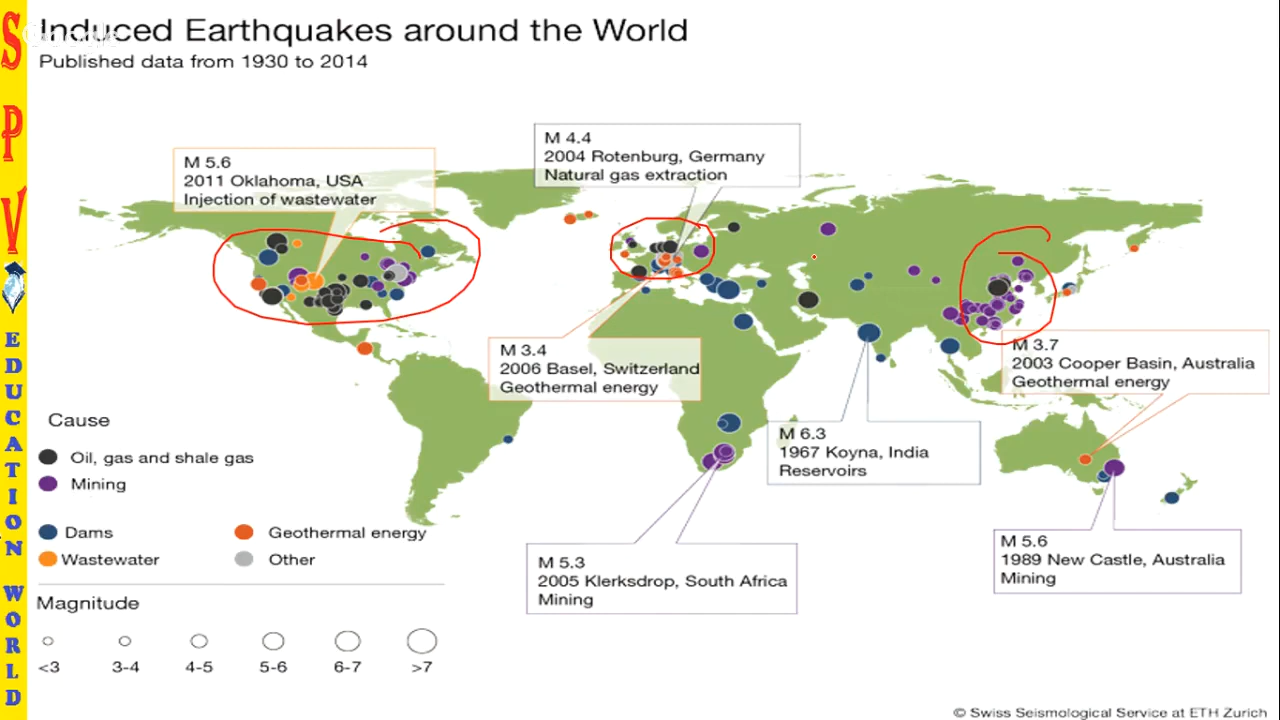 S P V
EDUCATION WORLD
Google
Induced Earthquakes around the World
Published data from 1930 to 2014
M 5.6
2011 Oklahoma, USA
Injection of wastewater
M 4.4
2004 Rotenburg, Germany
Natural gas extraction
M 3.4
2006 Basel, Switzerland
Geothermal energy
M 3.7
2003 Cooper Basin, Australia
Geothermal energy
M 6.3
1967 Koyna, India
Reservoirs
M 5.3
2005 Klerksdrop, South Africa
Mining
M 5.6
1989 New Castle, Australia
Mining
Cause
Oil, gas and shale gas
Mining
Dams
Geothermal energy
Wastewater
Other
Magnitude
<3 3-4 4-5 5-6 6-7 >7
© Swiss Seismological Service at ETH Zurich